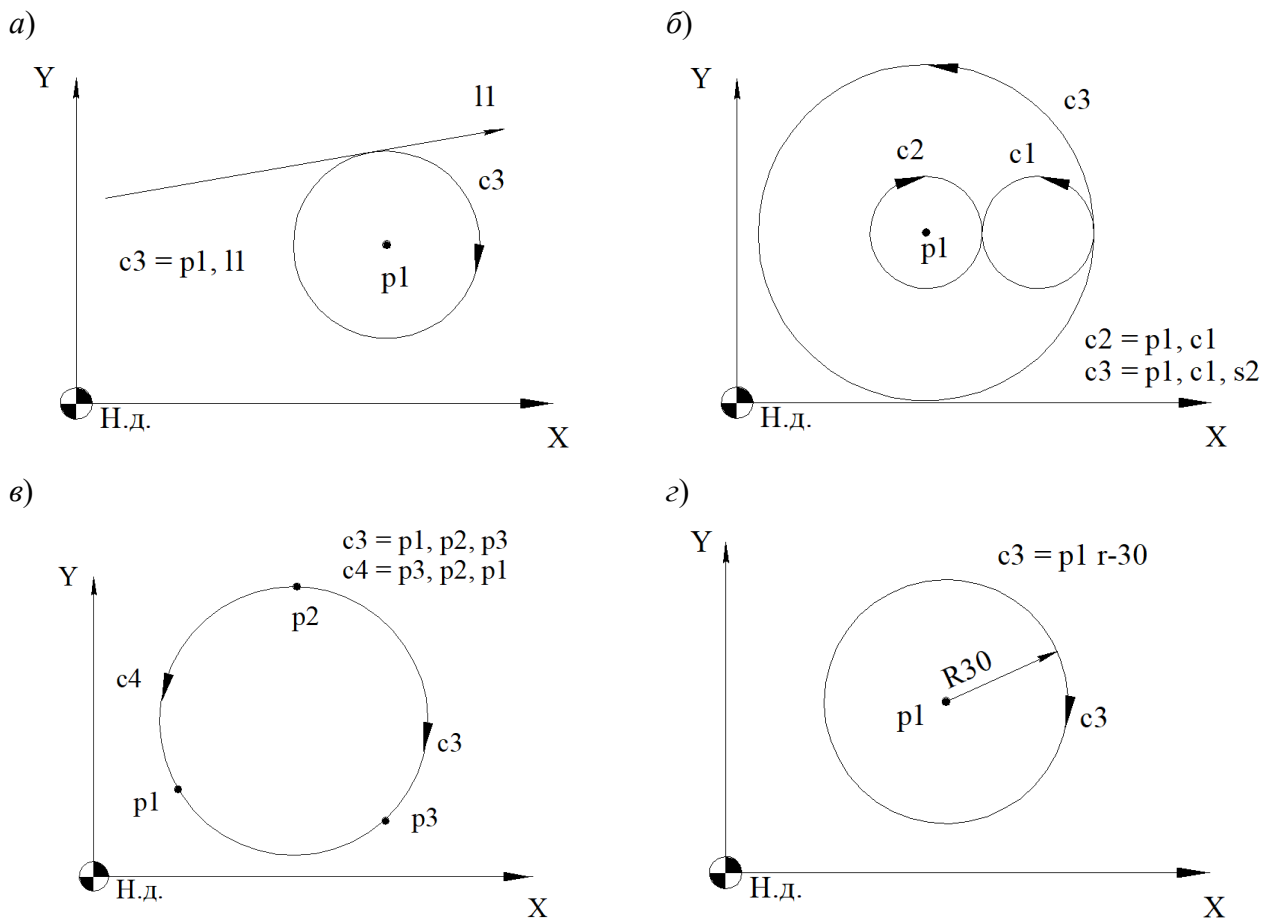 а)
Y
l1
c3
c3 = p1, l1
p1
Н.д.
X
б)
Y
c3
c2
c1
p1
c2 = p1, c1
c3 = p1, c1, s2
Н.д.
X
в)
c3 = p1, p2, p3
c4 = p3, p2, p1
Y
p2
c4
c3
p1
p3
Н.д.
X
г)
Y
c3 = p1 r-30
R30
p1
c3
Н.д.
X